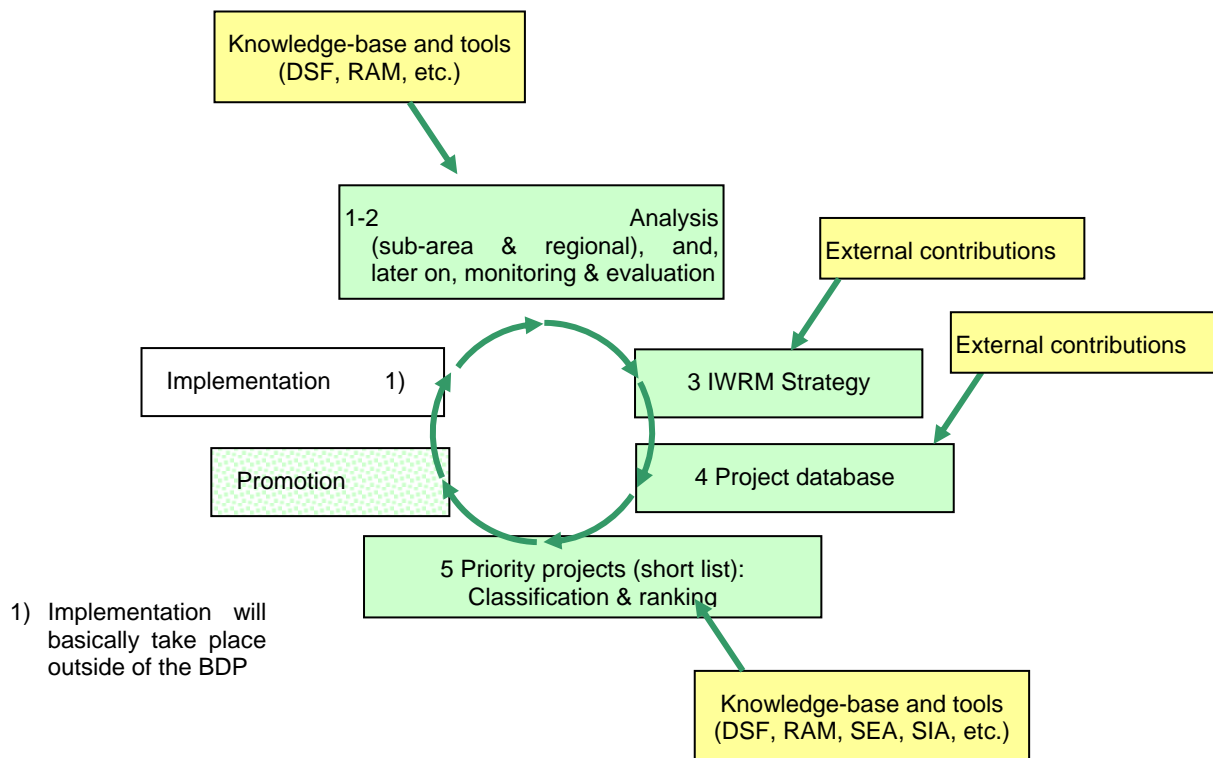 Knowledge-base and tools
(DSF, RAM, etc.)
1-2 Analysis
(sub-area & regional), and,
later on, monitoring & evaluation
External contributions
External contributions
Implementation 1)
3 IWRM Strategy
Promotion
4 Project database
5 Priority projects (short list):
Classification & ranking
1) Implementation will
basically take place
outside of the BDP
Knowledge-base and tools
(DSF, RAM, SEA, SIA, etc.)